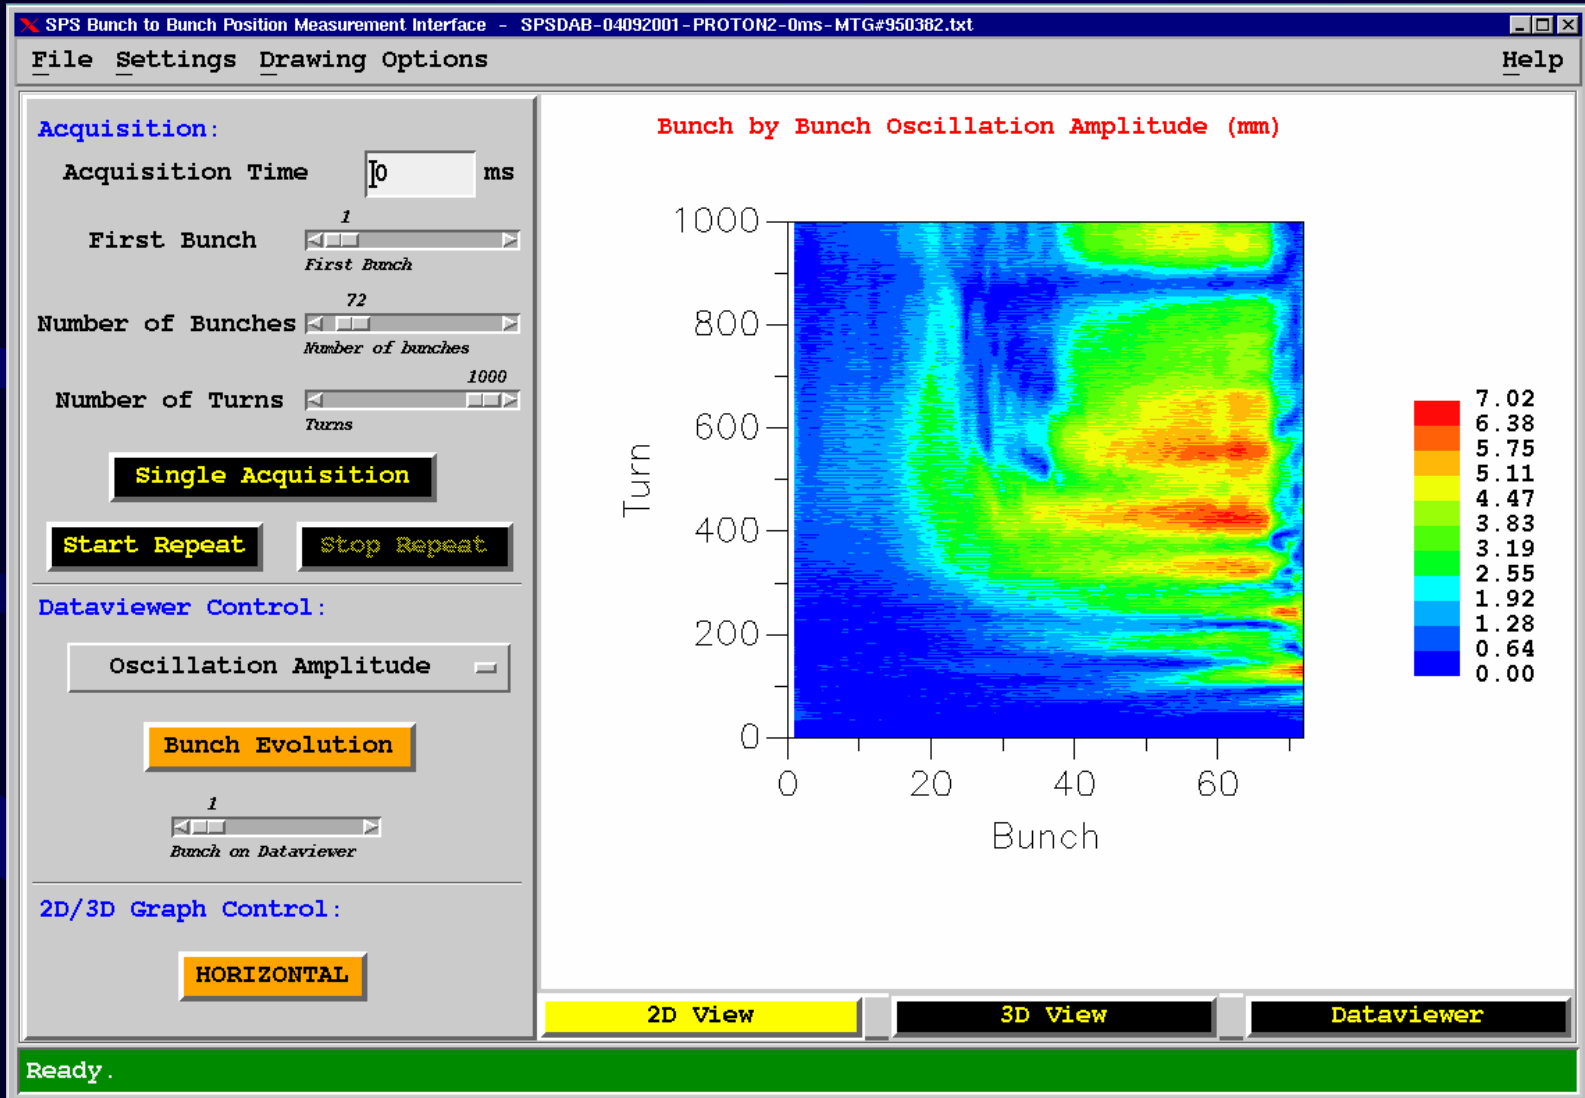 SPS Bunch to Bunch Position Measurement Interface - SPSDAB-04092001-PROTON2-0ms-MTG#950382.txt
File Settings Drawing Options Help
Acquisition:
Acquisition Time 0 ms
1
First Bunch
First Bunch
72
Number of Bunches
Number of bunches
1000
Number of Turns
Turns
Single Acquisition
Start Repeat Stop Repeat
Dataviewer Control:
Oscillation Amplitude
Bunch Evolution
1
Bunch on Dataviewer
2D/3D Graph Control:
HORIZONTAL
Bunch by Bunch Oscillation Amplitude (mm)
1000
800
600
400
200
0
Turn
0 20 40 60
Bunch
7.02
6.38
5.75
5.11
4.47
3.83
3.19
2.55
1.92
1.28
0.64
0.00
2D View 3D View Dataviewer
Ready.